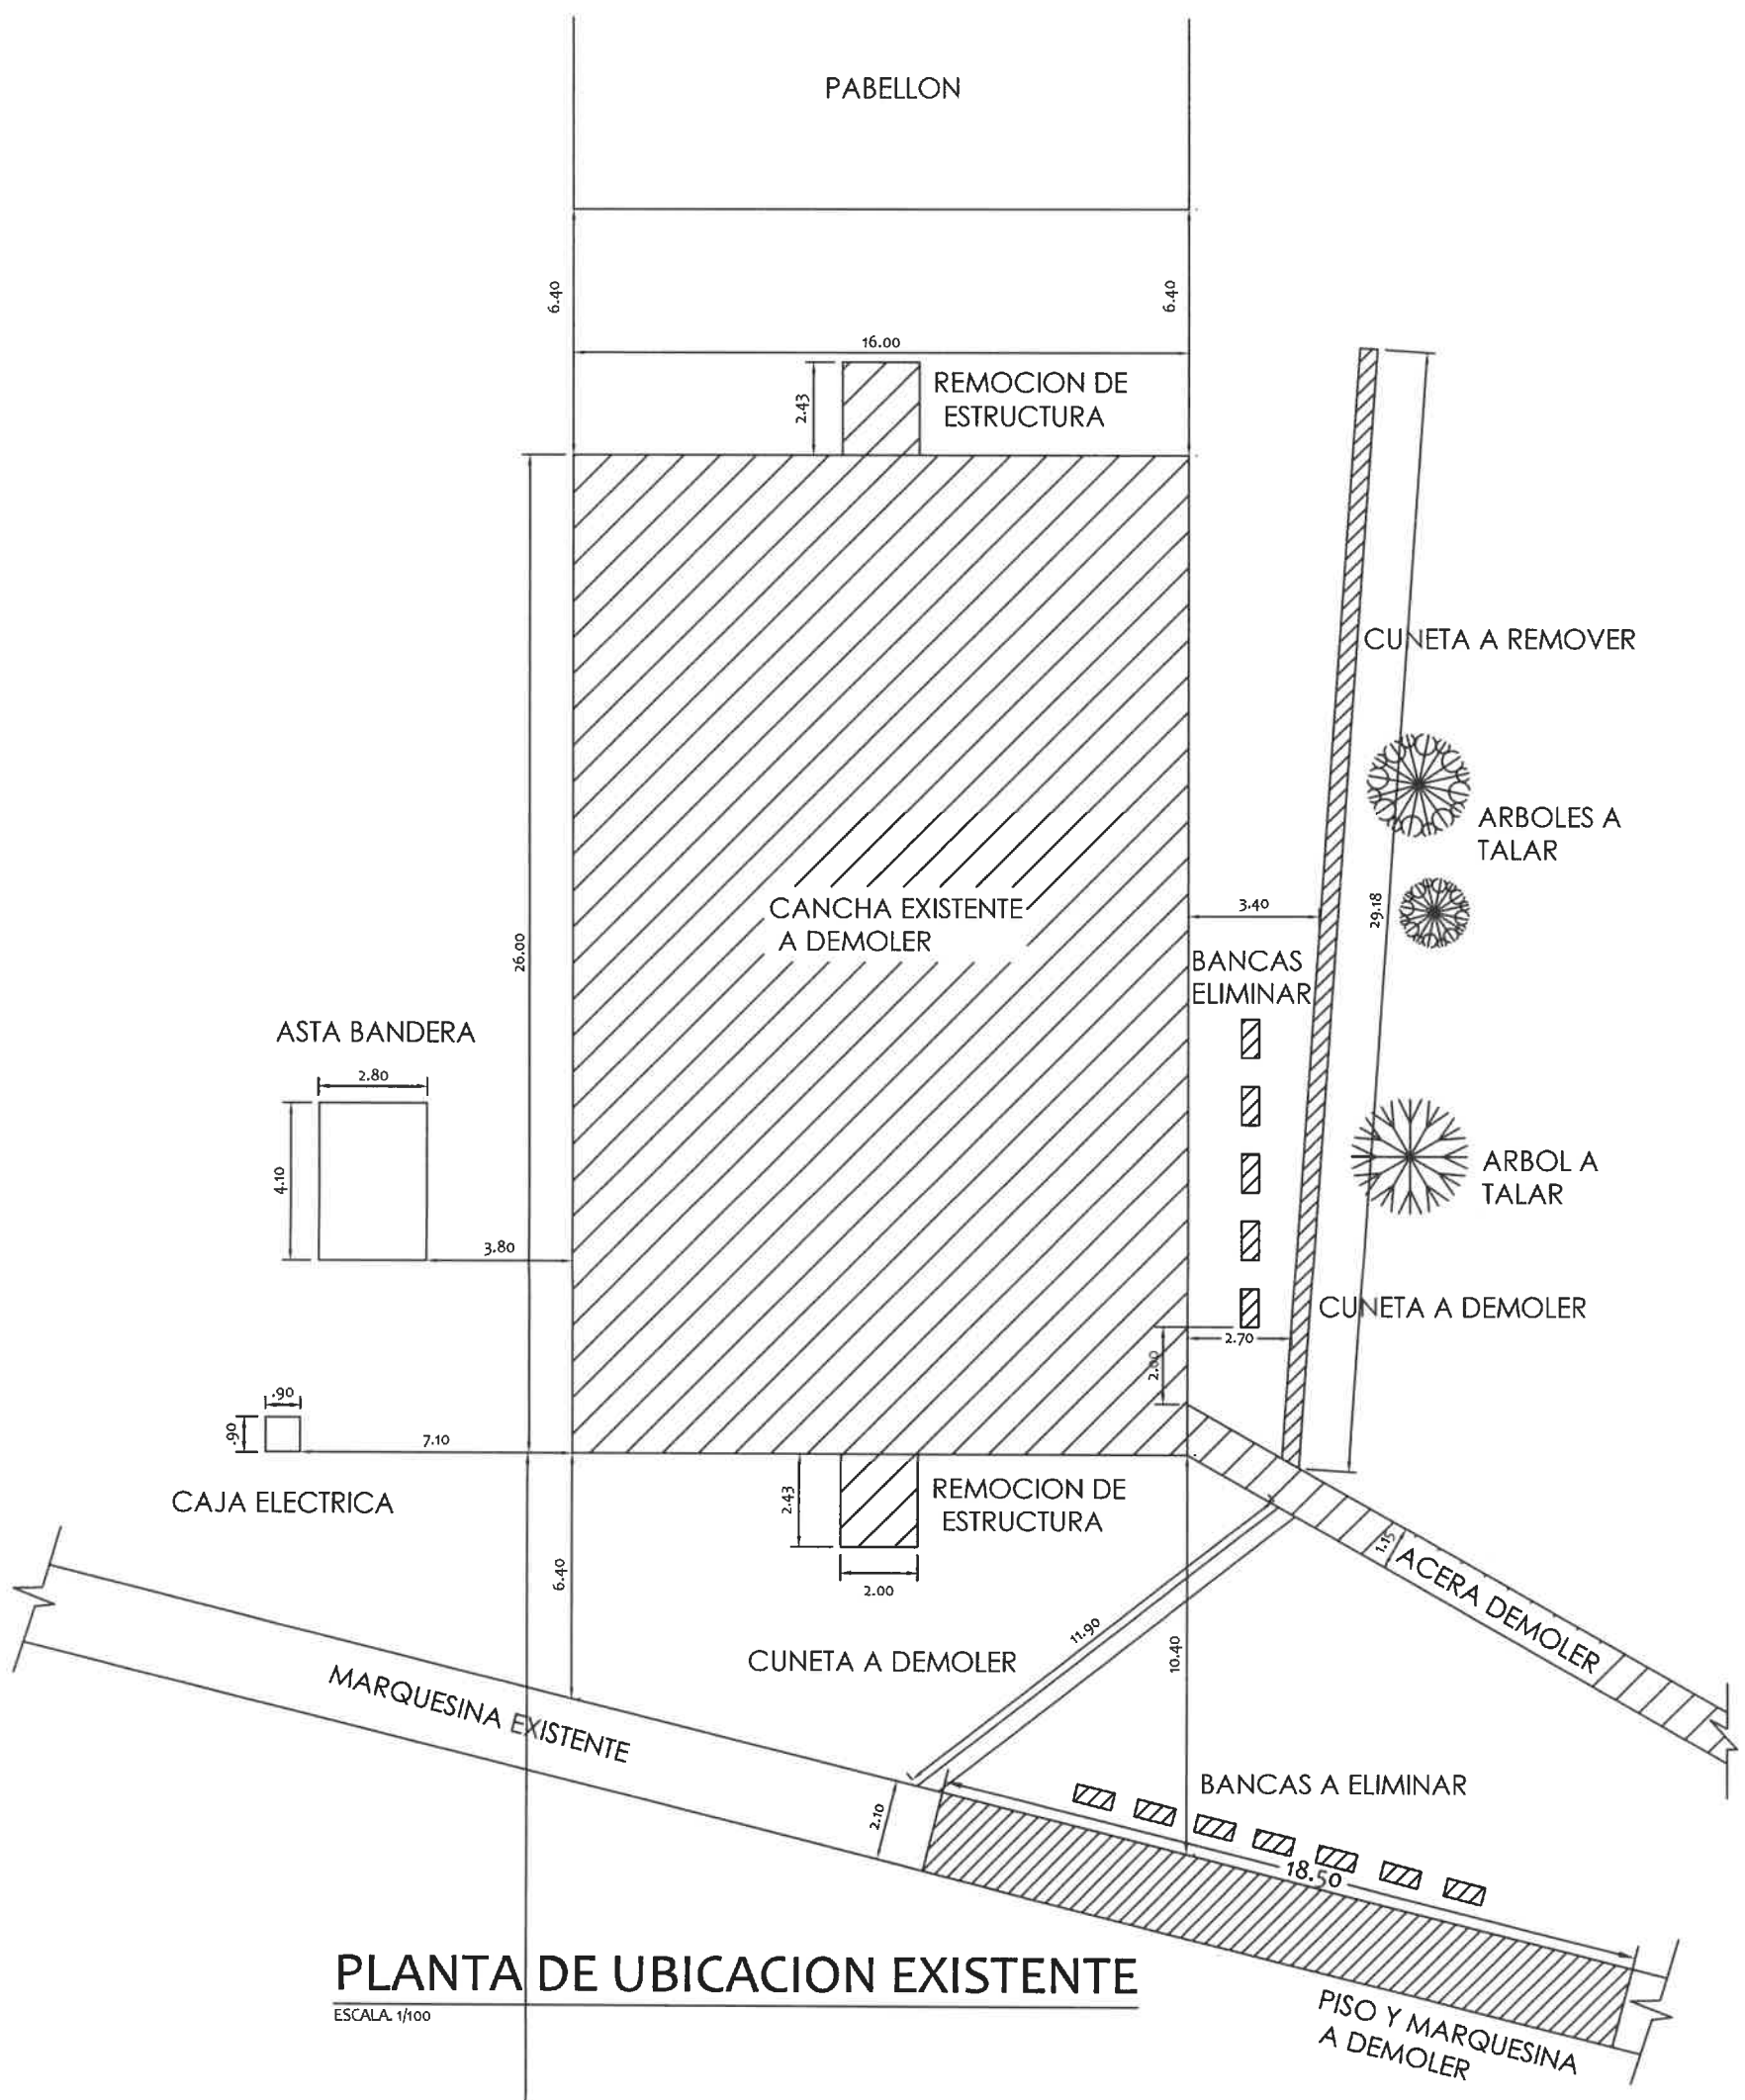 PABELLON
6.40
6.40
16.00
2.43
REMOCION DE
ESTRUCTURA
CUNETA A REMOVER
ARBOLES A
TALAR
29.18
3.40
CANCHA EXISTENTE
A DEMOLER
26.00
BANCAS
ELIMINAR
ASTA BANDERA
2.80
4.10
3.80
ARBOL A
TALAR
CUNETA A DEMOLER
2.70
2.00
.90
.90
7.10
CAJA ELECTRICA
2.43
REMOCION DE
ESTRUCTURA
2.00
6.40
1.15
ACERA DEMOLER
11.90
10.40
CUNETA A DEMOLER
MARQUESINA EXISTENTE
2.10
BANCAS A ELIMINAR
18.50
PLANTA DE UBICACION EXISTENTE
ESCALA. 1/100
PISO Y MARQUESINA
A DEMOLER